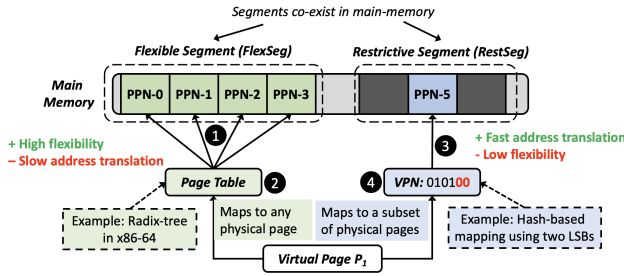 Segments co-exist in main-memory
Flexible Segment (FlexSeg)
Restrictive Segment (RestSeg)
Main
Memory
PPN-0 PPN-1 PPN-2 PPN-3
PPN-5
1
3
+ High flexibility
– Slow address translation
+ Fast address translation
- Low flexibility
Page Table
2
4
VPN: 010100
Example: Radix-tree
in x86-64
Maps to any
physical page
Maps to a subset
of physical pages
Example: Hash-based
mapping using two LSBs
Virtual Page P1